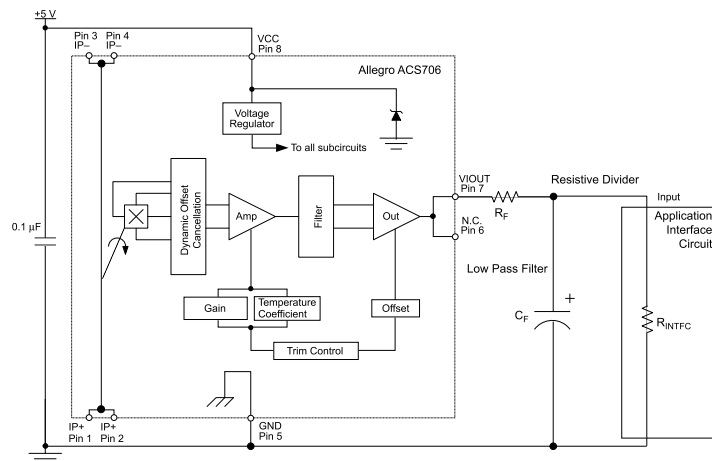 +5 V
Pin 3 Pin 4
IP– IP–
VCC
Pin 8
Allegro ACS706
Voltage
Regulator
To all subcircuits
VIOUT
Pin 7
Resistive Divider
Input
RF
N.C.
Pin 6
Application
Interface
Circuit
0.1 µF
Dynamic Offset
Cancellation
Amp
Filter
Out
Low Pass Filter
Gain
Temperature
Coefficient
Offset
CF
+
RINTFC
Trim Control
IP+ IP+
Pin 1 Pin 2
GND
Pin 5